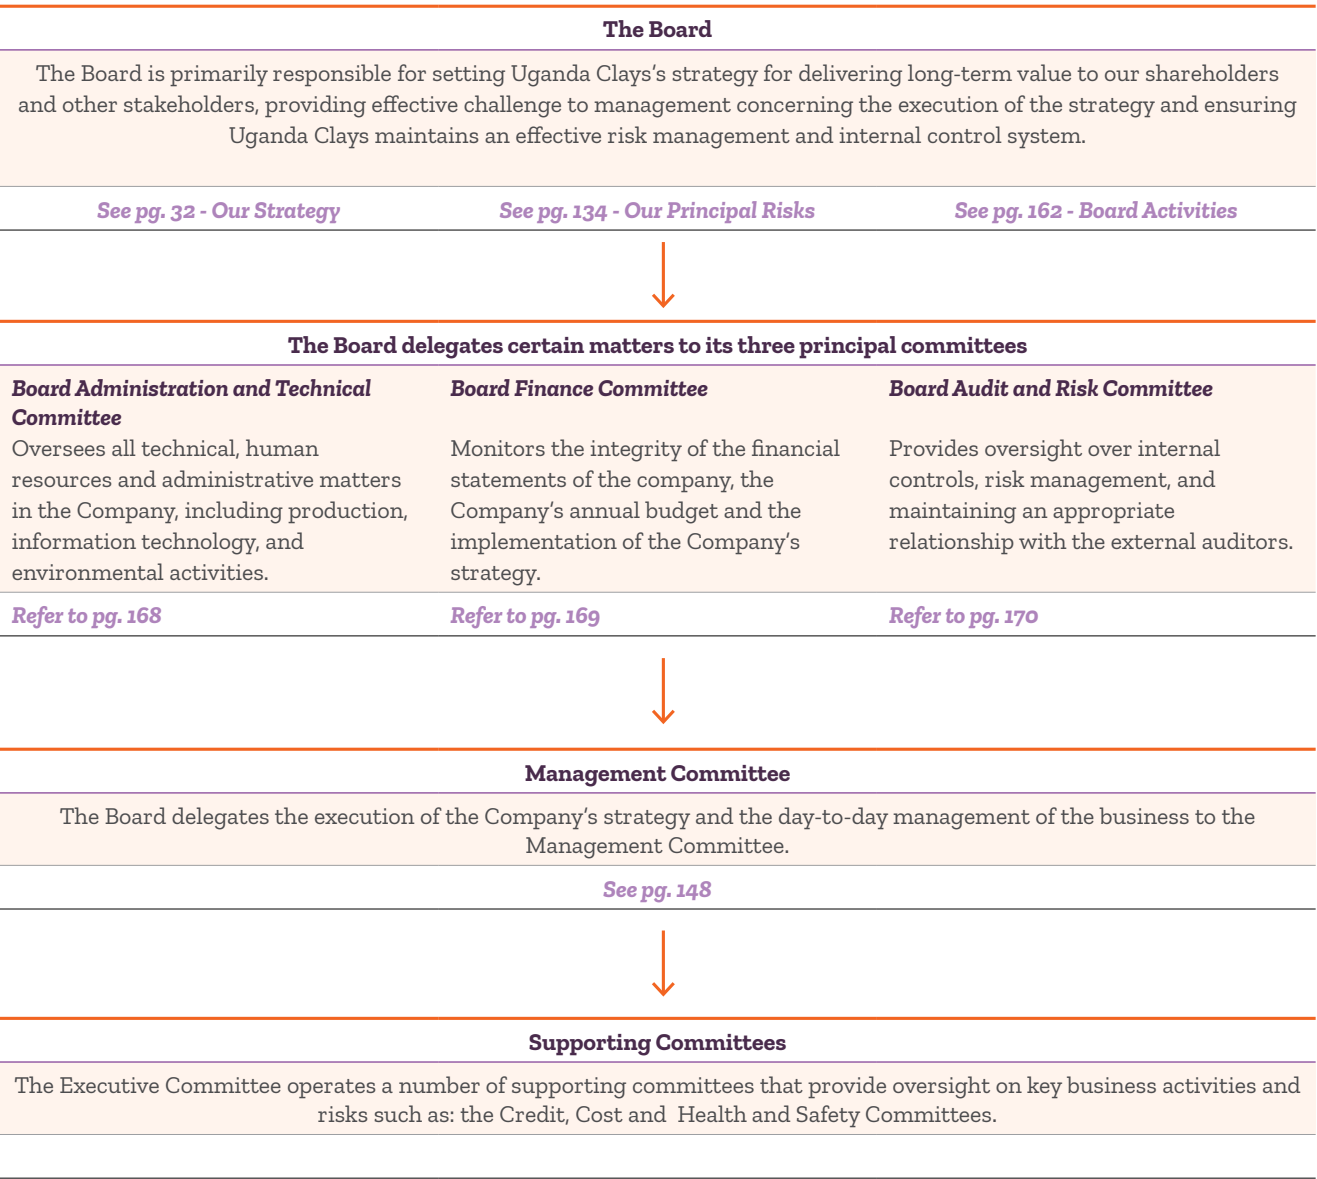 The Board
The Board is primarily responsible for setting Uganda Clays's strategy for delivering long-term value to our shareholders
and other stakeholders, providing effective challenge to management concerning the execution of the strategy and ensuring
Uganda Clays maintains an effective risk management and internal control system.
See pg. 32 - Our Strategy
See pg. 134 - Our Principal Risks
See pg. 162 - Board Activities
The Board delegates certain matters to its three principal committees
Board Administration and Technical
Committee
Oversees all technical, human
resources and administrative matters
in the Company, including production,
information technology, and
environmental activities.
Refer to pg. 168
Board Finance Committee
Monitors the integrity of the financial
statements of the company, the
Company's annual budget and the
implementation of the Company's
strategy.
Refer to pg. 169
Board Audit and Risk Committee
Provides oversight over internal
controls, risk management, and
maintaining an appropriate
relationship with the external auditors.
Refer to pg. 170
Management Committee
The Board delegates the execution of the Company's strategy and the day-to-day management of the business to the
Management Committee.
See pg. 148
Supporting Committees
The Executive Committee operates a number of supporting committees that provide oversight on key business activities and
risks such as: the Credit, Cost and  Health and Safety Committees.